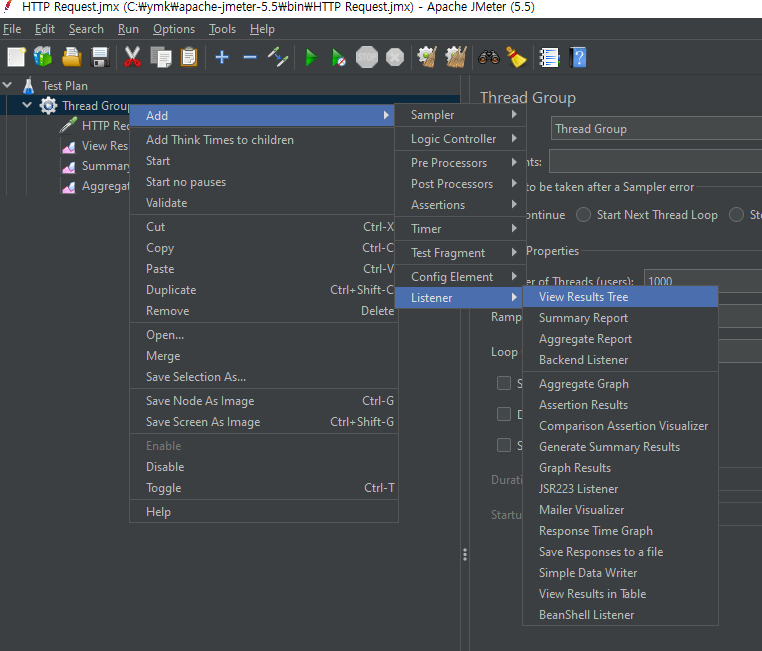 HTTP Request.jmx (C:₩ymk₩apache-jmeter-5.5₩bin₩HTTP Request.jmx) - Apache JMeter (5.5)
File Edit Search Run Options Tools Help
STOP
Test Plan
Thread Group
HTTP Req
View Res
Summary
Aggregat
Add
Add Think Times to children
Start
Start no pauses
Validate
Cut Ctrl-X
Copy Ctrl-C
Paste Ctrl-V
Duplicate Ctrl+Shift-C
Remove Delete
Open...
Merge
Save Selection As...
Save Node As Image Ctrl-G
Save Screen As Image Ctrl+Shift-G
Enable
Disable
Toggle Ctrl-T
Help
Sampler
Logic Controller
Pre Processors
Post Processors
Assertions
Timer
Test Fragment
Config Element
Listener
View Results Tree
Summary Report
Aggregate Report
Backend Listener
Aggregate Graph
Assertion Results
Comparison Assertion Visualizer
Generate Summary Results
Graph Results
JSR223 Listener
Mailer Visualizer
Response Time Graph
Save Responses to a file
Simple Data Writer
View Results in Table
BeanShell Listener
Thread Group
Thread Group
nts:
to be taken after a Sampler error
ontinue Start Next Thread Loop Sto
Properties
er of Threads (users): 1000
Ramp
Loop
S
D
S
Durati
Startu